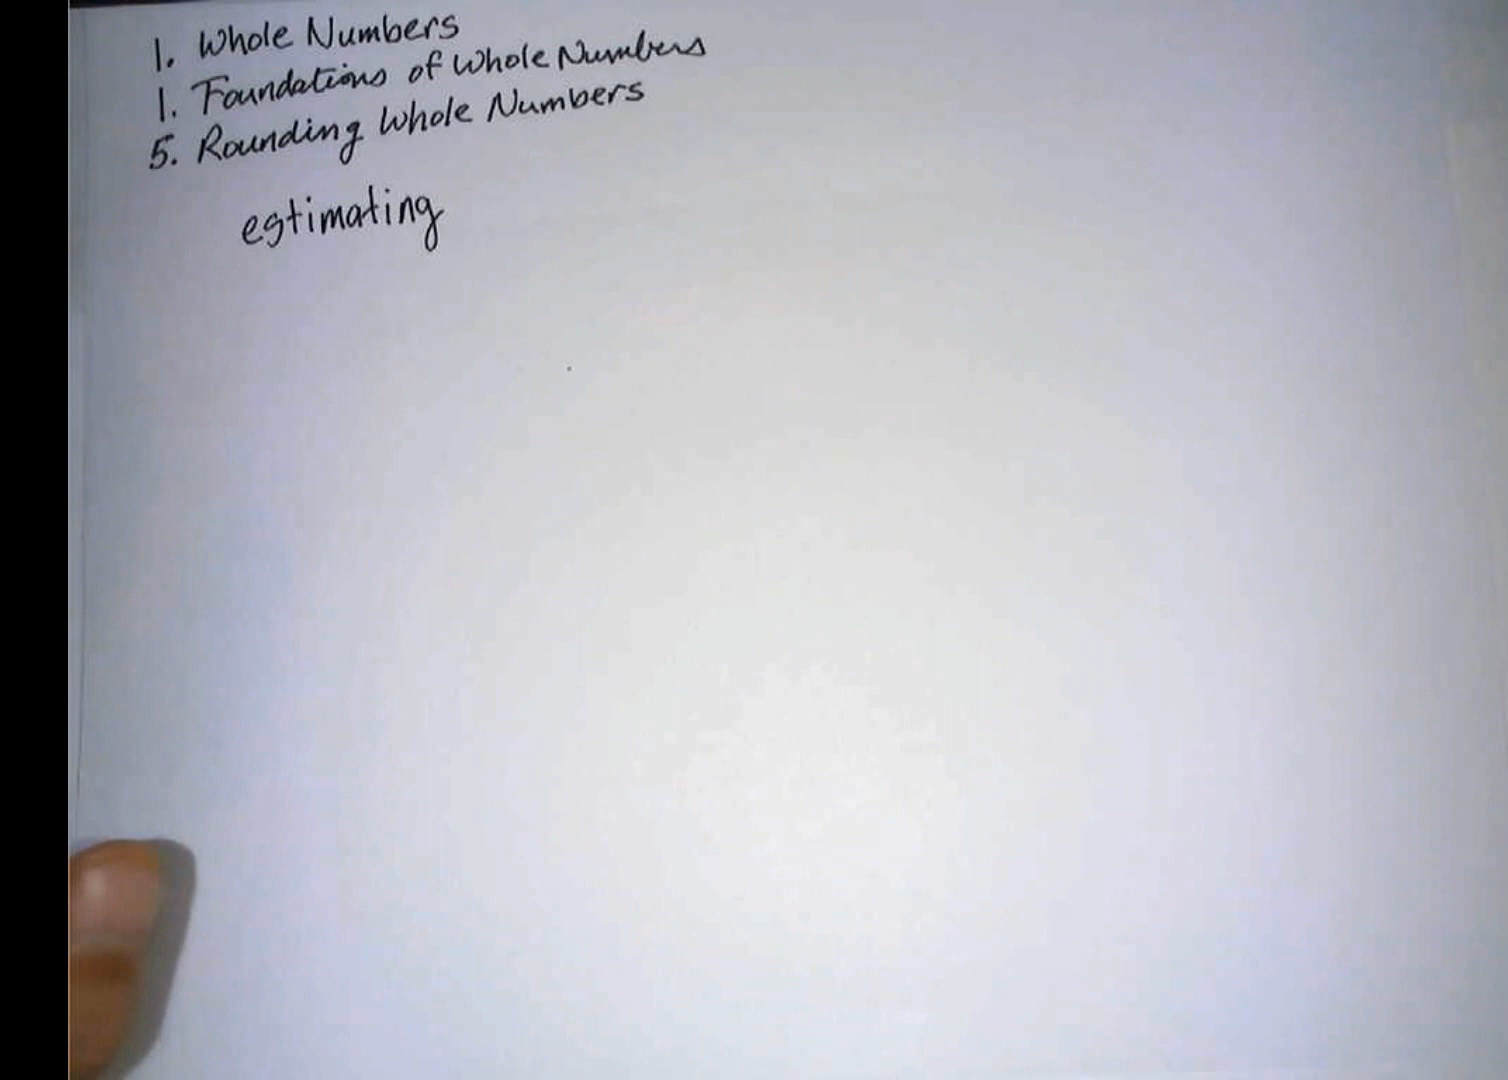 1. Whole Numbers
1. Foundations of Whole Numbers
5. Rounding Whole Numbers
estimating